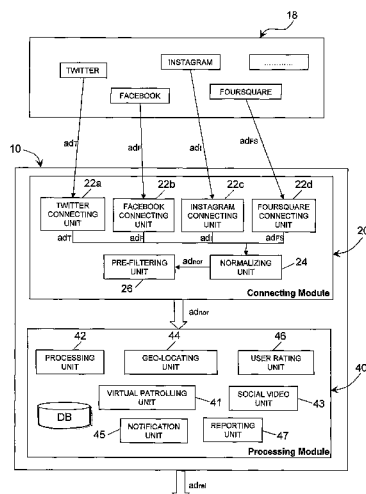 18
TWITTER
INSTAGRAM
............
FACEBOOK
FOURSQUARE
adT
adF
adI
adFS
10
22a
22b
22c
22d
TWITTER CONNECTING UNIT
FACEBOOK CONNECTING UNIT
INSTAGRAM CONNECTING UNIT
FOURSQUARE CONNECTING UNIT
adT
adF
adI
adFS
20
PRE-FILTERING UNIT
adnor
NORMALIZING UNIT
24
26
Connecting Module
adnor
42
44
46
PROCESSING UNIT
GEO-LOCATING UNIT
USER RATING UNIT
40
VIRTUAL PATROLLING UNIT
41
SOCIAL VIDEO UNIT
43
DB
45
NOTIFICATION UNIT
REPORTING UNIT
47
Processing Module
adrel